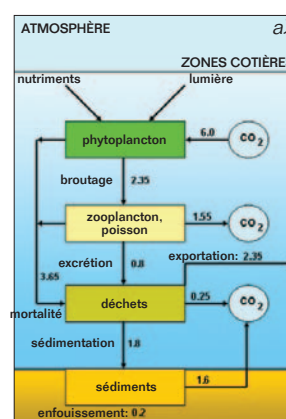 ATMOSPHÈRE
a
ZONES COTIÈRE
nutriments
lumière
phytoplancton
6.0
CO2
broutage
2.35
zooplancton,
poisson
1.55
CO2
excrétion
0.8
exportation: 2.35
3.65
mortalité
déchets
0.25
CO2
sédimentation
1.8
sédiments
1.6
enfouissement: 0.2